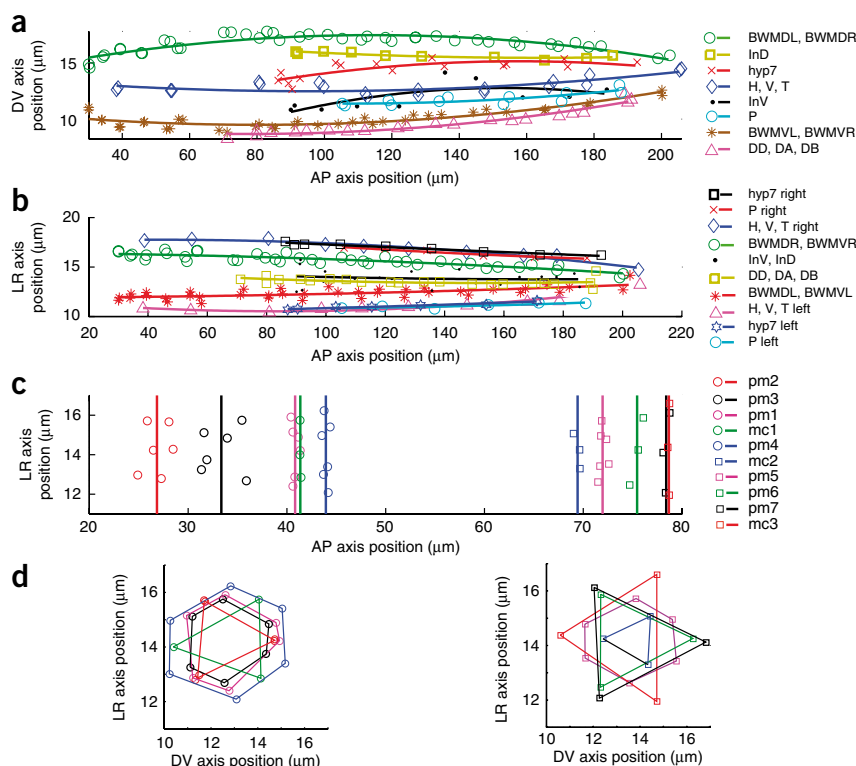 a
DV axis
position (μm)
15
10
40 60 80 100 120 140 160 180 200
AP axis position (μm)
BWMDL, BWMDR
InD
hyp7
H, V, T
InV
P
BWMVL, BWMVR
DD, DA, DB
b
LR axis
position (μm)
20
15
10
20 40 60 80 100 120 140 160 180 200 220
AP axis position (μm)
hyp7 right
P right
H, V, T right
BWMDR, BWMVR
InV, InD
DD, DA, DB
BWMDL, BWMVL
H, V, T left
hyp7 left
P left
c
LR axis
position (μm)
16
14
12
20 30 40 50 60 70 80
AP axis position (μm)
pm2
pm3
pm1
mc1
pm4
mc2
pm5
pm6
pm7
mc3
d
LR axis position (μm)
16
14
12
10 12 14 16
DV axis position (μm)
LR axis position (μm)
16
14
12
10 12 14 16
DV axis position (μm)